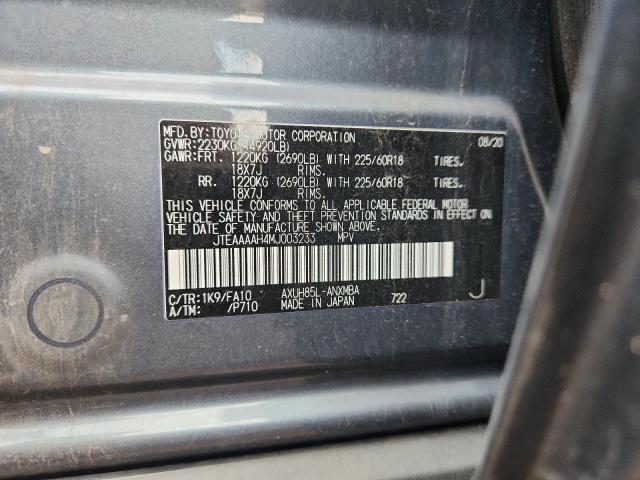 MFD. BY: TOYOTA MOTOR CORPORATION 08/20
GVWR: 2230KG (4920LB)
GAWR: FRT. 1220KG (2690LB) WITH 225/60R18 TIRES.
18X7J RIMS.
RR. 1220KG (2690LB) WITH 225/60R18 TIRES.
18X7J RIMS.
THIS VEHICLE CONFORMS TO ALL APPLICABLE FEDERAL MOTOR
VEHICLE SAFETY AND THEFT PREVENTION STANDARDS IN EFFECT ON
THE DATE OF MANUFACTURE SHOWN ABOVE.
JTEAAAAH4MJ003233 MPV
C/TR: 1K9/FA10 AXUH85L-ANXMBA
A/TM: /P710 MADE IN JAPAN 722 J